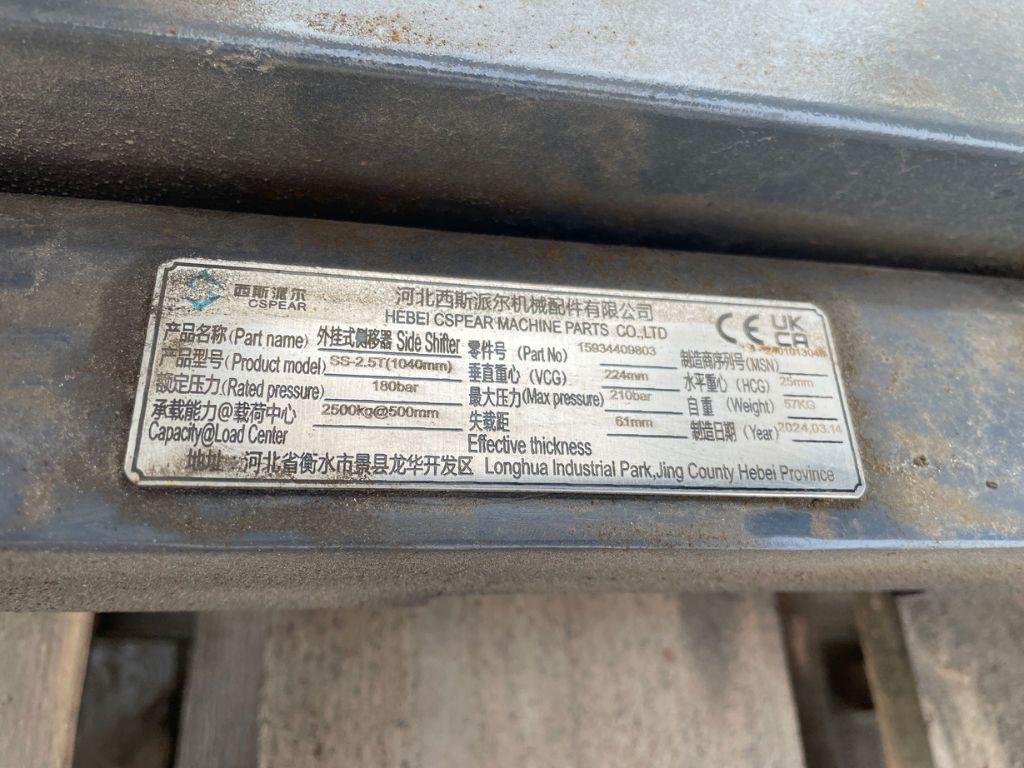 西斯派尔
CSPEAR
河北西斯派尔机械配件有限公司
HEBEI CSPEAR MACHINE PARTS CO.,LTD
CE UK CA
产品名称(Part name) 外挂式侧移器 Side Shifter 零件号 (Part No) 15934409803 制造商序列号(MSN)
产品型号(Product model) SS-2.5T(1040mm) 垂直重心 (VCG) 224mm 水平重心 (HCG) 25mm
额定压力(Rated pressure) 180bar 最大压力(Max pressure) 210bar 自重 (Weight) 57KG
承载能力@载荷中心 2500kg@500mm 失载距 61mm 制造日期 (Year) 2024,03,14
Capacity@Load Center Effective thickness
地址: 河北省衡水市景县龙华开发区 Longhua Industrial Park,Jing County Hebei Province